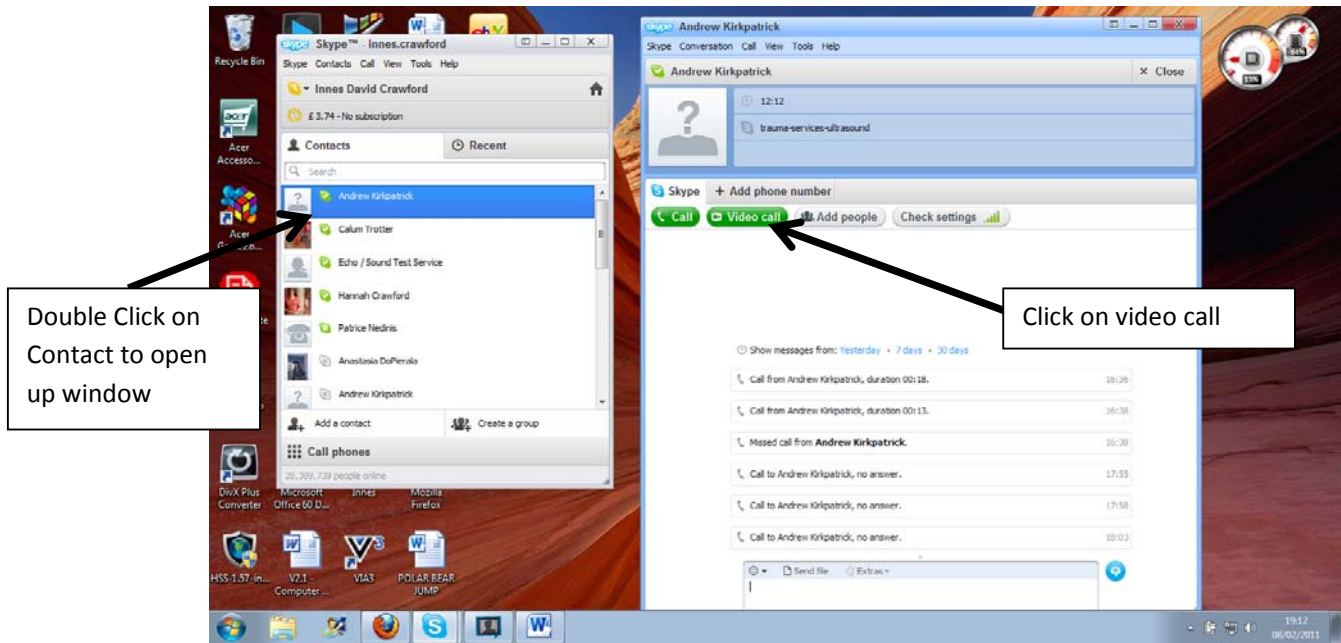 Recycle Bin
Acer
Accesso...
Acer
DivX Plus
Converter
Microsoft
Office 60 D...
Innes
Mozilla
Firefox
HSS-1.57-in...
V2.1 -
Computer ...
VIA3
POLAR BEAR
JUMP
Skype™ - Innes.crawford
Skype Contacts Call View Tools Help
Innes David Crawford
£ 3.74 - No subscription
Contacts
Recent
Search
Andrew Kirkpatrick
Calum Trotter
Echo / Sound Test Service
Hannah Crawford
Patrice Nedinis
Anastasia DoPierala
Andrew Kirkpatrick
Add a contact
Create a group
Call phones
people online
Double Click on
Contact to open
up window
Andrew Kirkpatrick
Skype Conversation Call View Tools Help
Andrew Kirkpatrick
× Close
12:12
trauma-services-ultrasound
Skype
+ Add phone number
Call
Video call
Add people
Check settings
Click on video call
Show messages from: Yesterday • 7 days • 30 days
Call from Andrew Kirkpatrick, duration 00:18. 16:36
Call from Andrew Kirkpatrick, duration 00:13. 16:38
Missed call from Andrew Kirkpatrick. 16:38
Call to Andrew Kirkpatrick, no answer. 17:55
Call to Andrew Kirkpatrick, no answer. 17:58
Call to Andrew Kirkpatrick, no answer. 18:03
Send file
Extras
19:12
08/02/2011